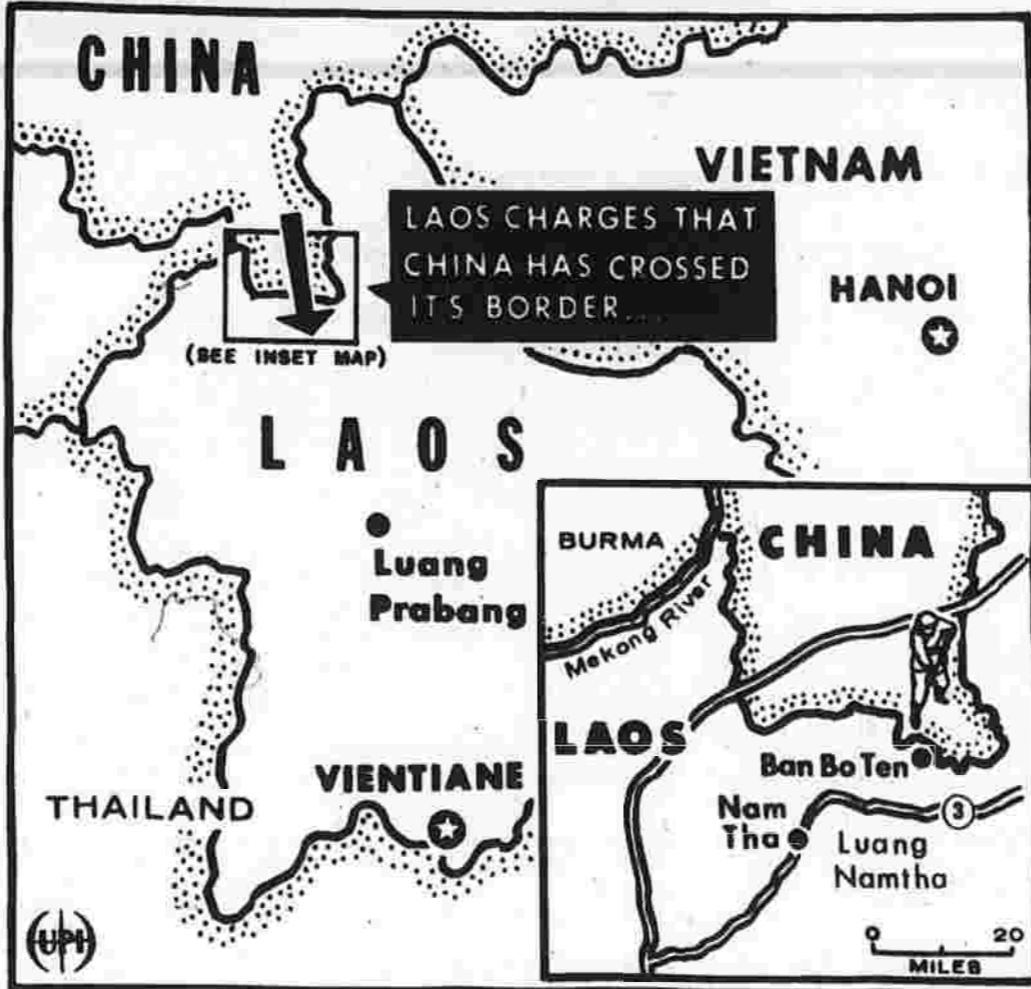 CHINA
VIETNAM
LAOS CHARGES THAT
CHINA HAS CROSSED
ITS BORDER...
HANOI
(SEE INSET MAP)
LAOS
Luang
Prabang
VIENTIANE
THAILAND
UPI
BURMA
CHINA
Mekong River
LAOS
Ban Bo Ten
Nam
Tha
3
Luang
Namtha
0 20
MILES